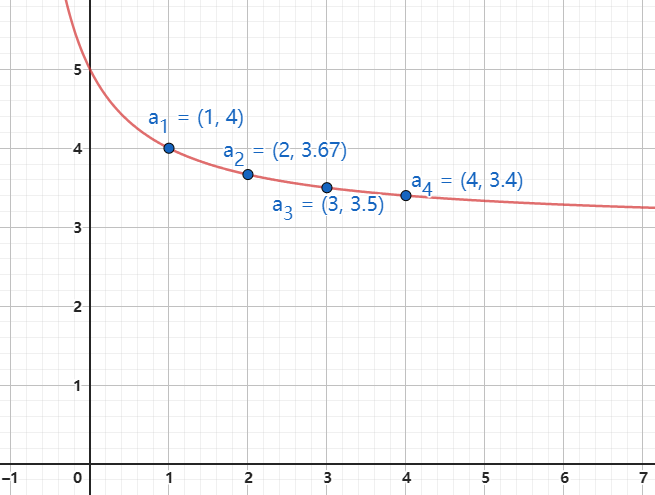 5
a₁ = (1, 4)
4
a₂ = (2, 3.67)
a₄ = (4, 3.4)
a₃ = (3, 3.5)
3
2
1
–1 0 1 2 3 4 5 6 7